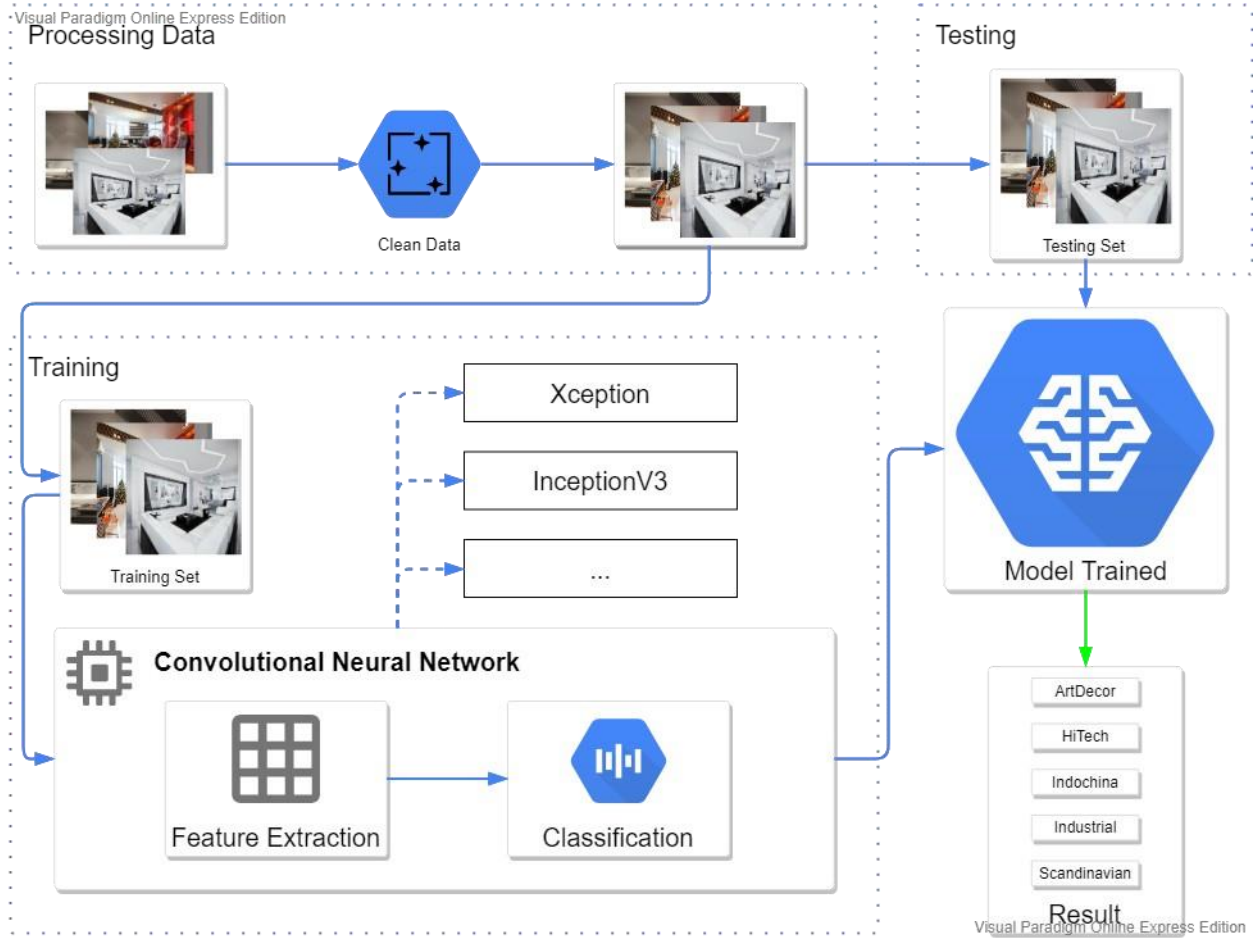 Visual Paradigm Online Express Edition
Processing Data
Testing
Clean Data
Testing Set
Training
Xception
InceptionV3
...
Training Set
Model Trained
Convolutional Neural Network
Feature Extraction
Classification
ArtDecor
HiTech
Indochina
Industrial
Scandinavian
Result
Visual Paradigm Online Express Edition